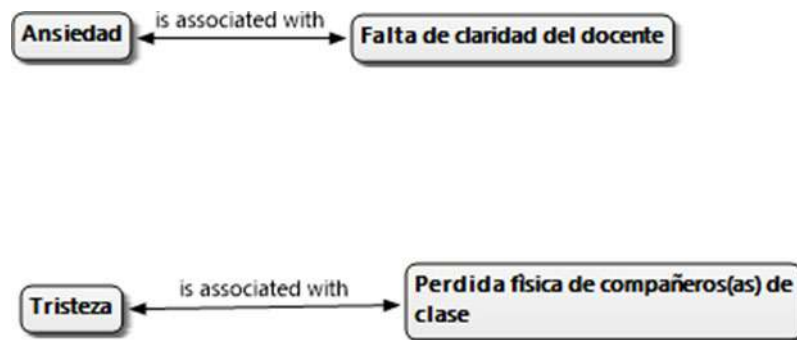 is associated with
Ansiedad
Falta de claridad del docente
is associated with
Perdida fìsica de compañeros(as) de
clase
Tristeza